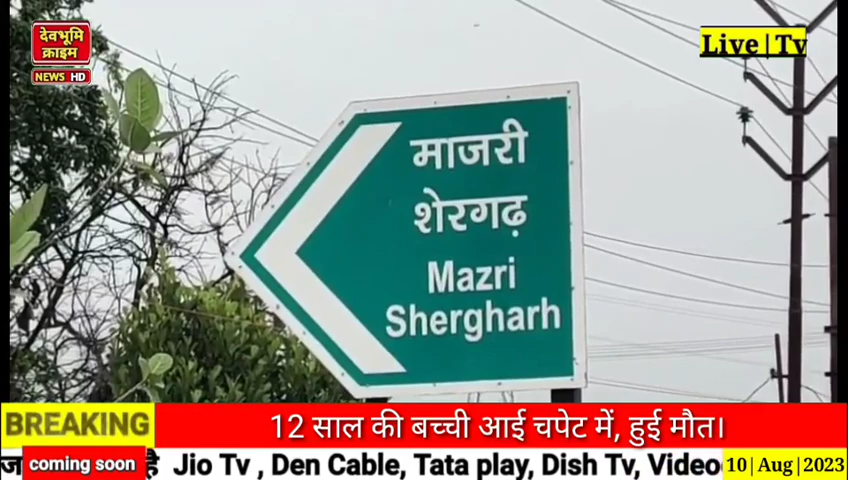 देवभूमि
क्राइम
NEWS HD
Live|Tv
माजरी
शेरगढ़
Mazri
Shergharh
BREAKING
12 साल की बच्ची आई चपेट में, हुई मौत।
coming soon
है Jio Tv , Den Cable, Tata play, Dish Tv, Video
10|Aug|2023